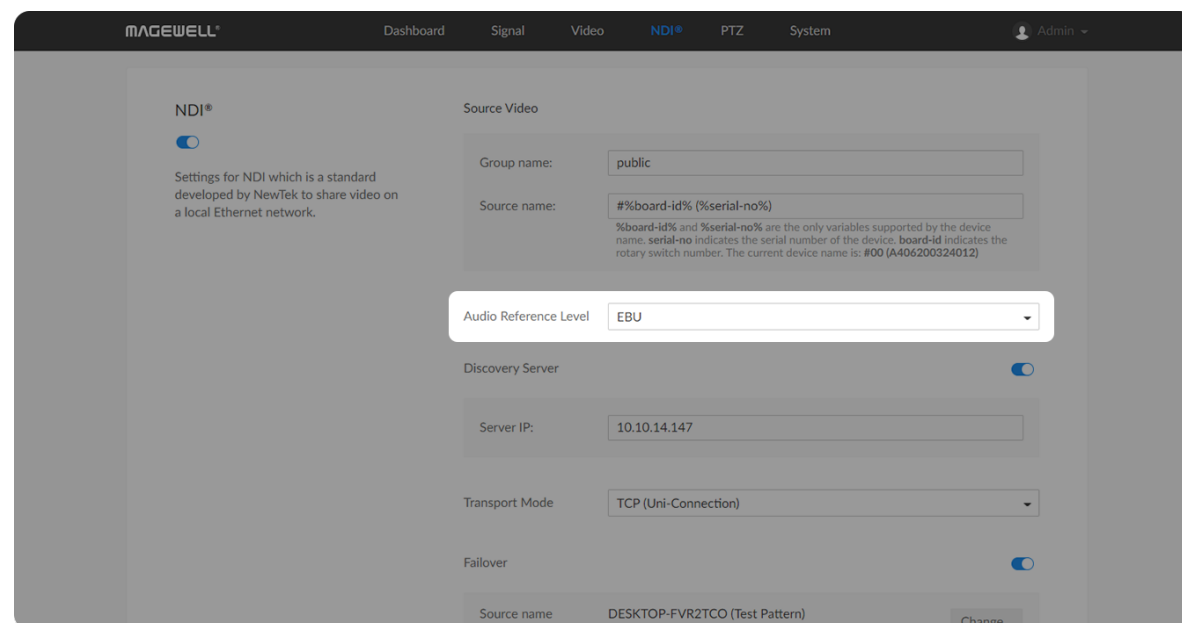 MAGEWELL®
Dashboard
Signal
Video
NDI®
PTZ
System
Admin
NDI®
Settings for NDI which is a standard
developed by NewTek to share video on
a local Ethernet network.
Source Video
Group name:
public
Source name:
#%board-id% (%serial-no%)
%board-id% and %serial-no% are the only variables supported by the device
name. serial-no indicates the serial number of the device. board-id indicates the
rotary switch number. The current device name is: #00 (A406200324012)
Audio Reference Level
EBU
Discovery Server
Server IP:
10.10.14.147
Transport Mode
TCP (Uni-Connection)
Failover
Source name
DESKTOP-FVR2TCO (Test Pattern)
Change